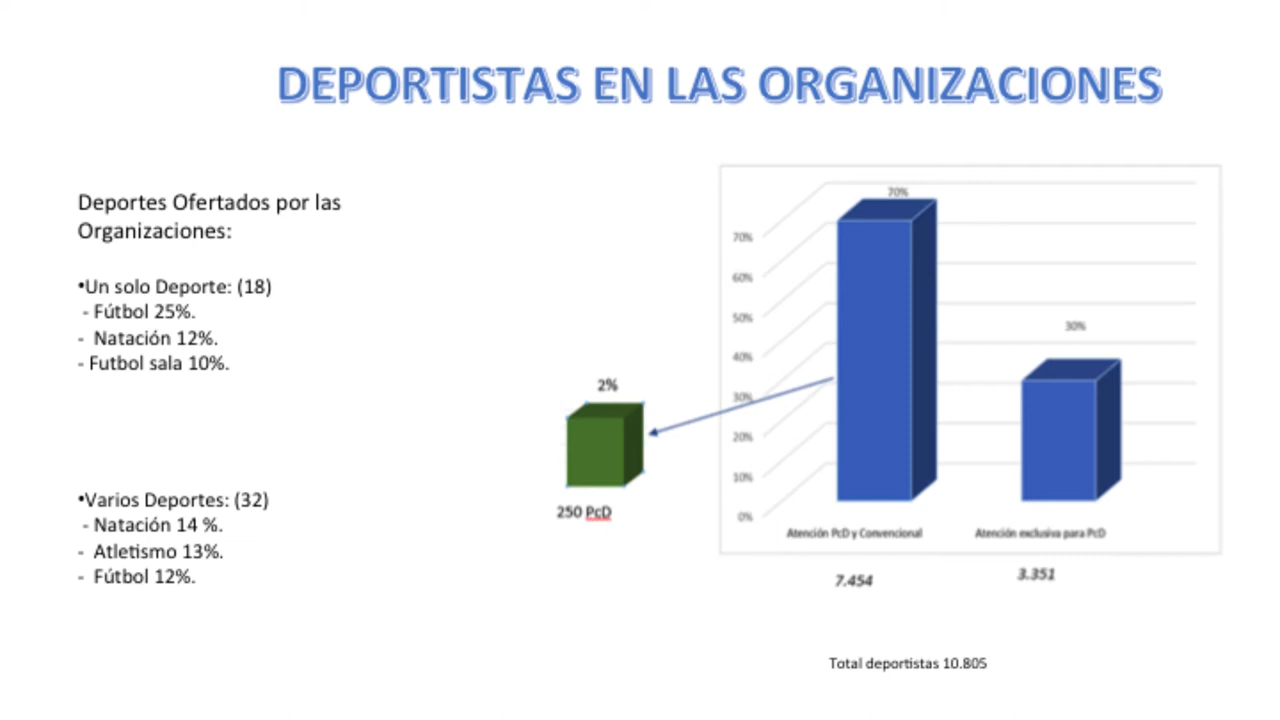 DEPORTISTAS EN LAS ORGANIZACIONES
Deportes Ofertados por las
Organizaciones:
•Un solo Deporte: (18)
- Fútbol 25%.
- Natación 12%.
- Futbol sala 10%.
•Varios Deportes: (32)
- Natación 14 %.
- Atletismo 13%.
- Fútbol 12%.
2%
250 PcD
70%
30%
70%
60%
50%
40%
30%
20%
10%
0%
Atención PcD y Convencional
Atención exclusiva para PcD
7.454
3.351
Total deportistas 10.805